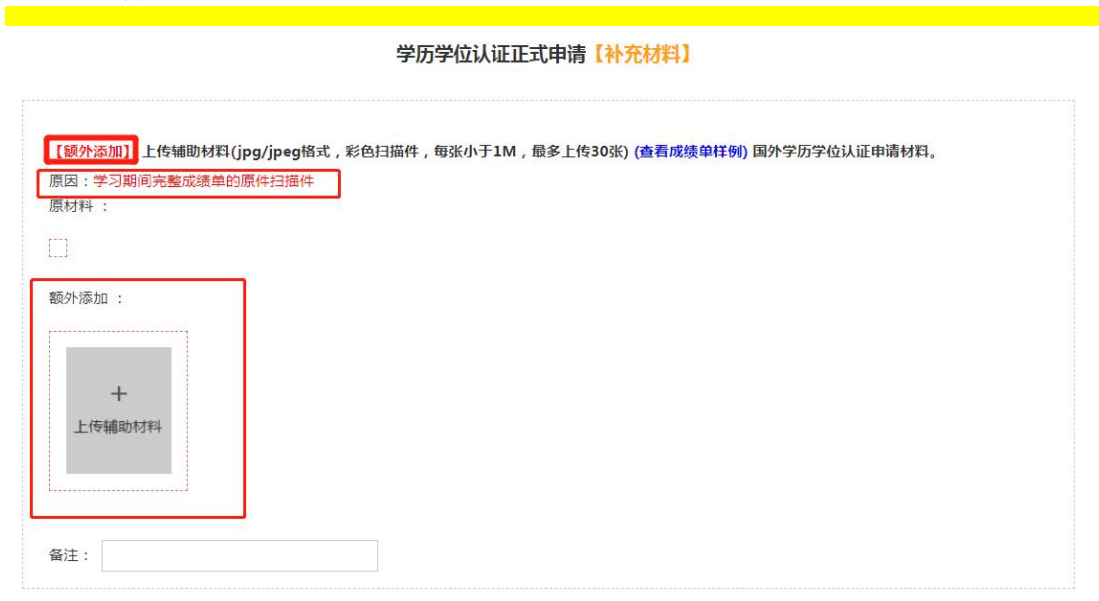 学历学位认证正式申请【补充材料】
【额外添加】上传辅助材料(jpg/jpeg格式，彩色扫描件，每张小于1M，最多上传30张) (查看成绩单样例) 国外学历学位认证申请材料。
原因：学习期间完整成绩单的原件扫描件
原材料 ：
额外添加 ：
+
上传辅助材料
备注：